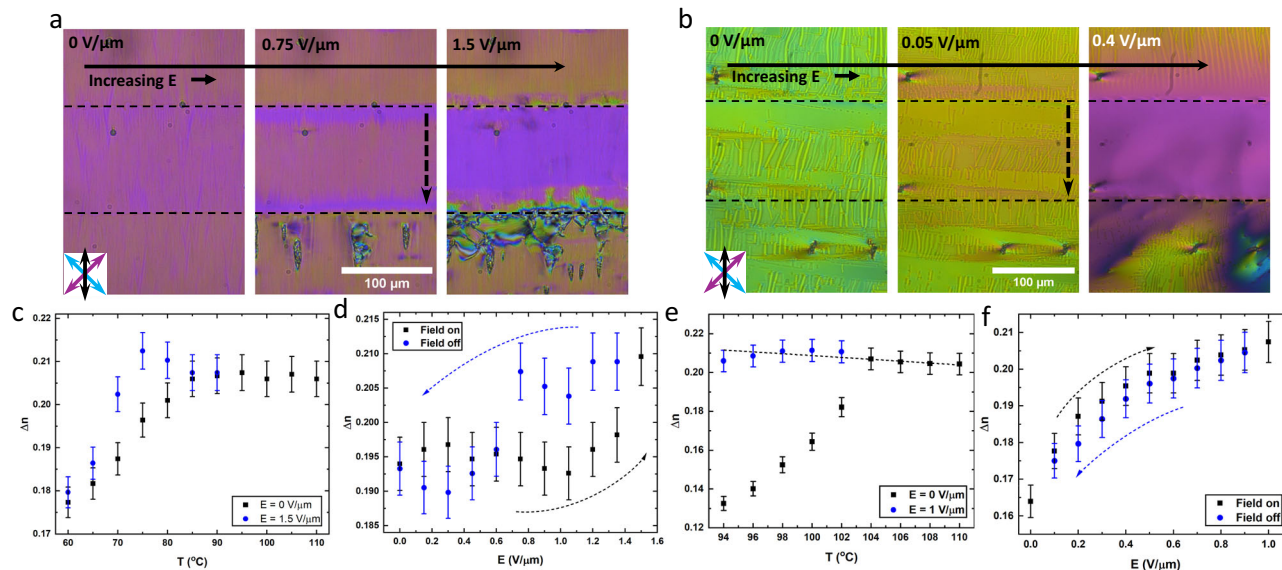 a
0 V/μm
0.75 V/μm
1.5 V/μm
Increasing E
100 μm
b
0 V/μm
0.05 V/μm
0.4 V/μm
Increasing E
100 μm
c
0.22
0.21
0.20
0.19
0.18
0.17
Δn
60 70 80 90 100 110
T (°C)
E = 0 V/μm
E = 1.5 V/μm
d
0.215
0.210
0.205
0.200
0.195
0.190
0.185
Δn
0.0 0.2 0.4 0.6 0.8 1.0 1.2 1.4 1.6
E (V/μm)
Field on
Field off
e
0.22
0.20
0.18
0.16
0.14
0.12
Δn
94 96 98 100 102 104 106 108 110
T (°C)
E = 0 V/μm
E = 1 V/μm
f
0.21
0.20
0.19
0.18
0.17
0.16
0.15
Δn
0.0 0.2 0.4 0.6 0.8 1.0
E (V/μm)
Field on
Field off